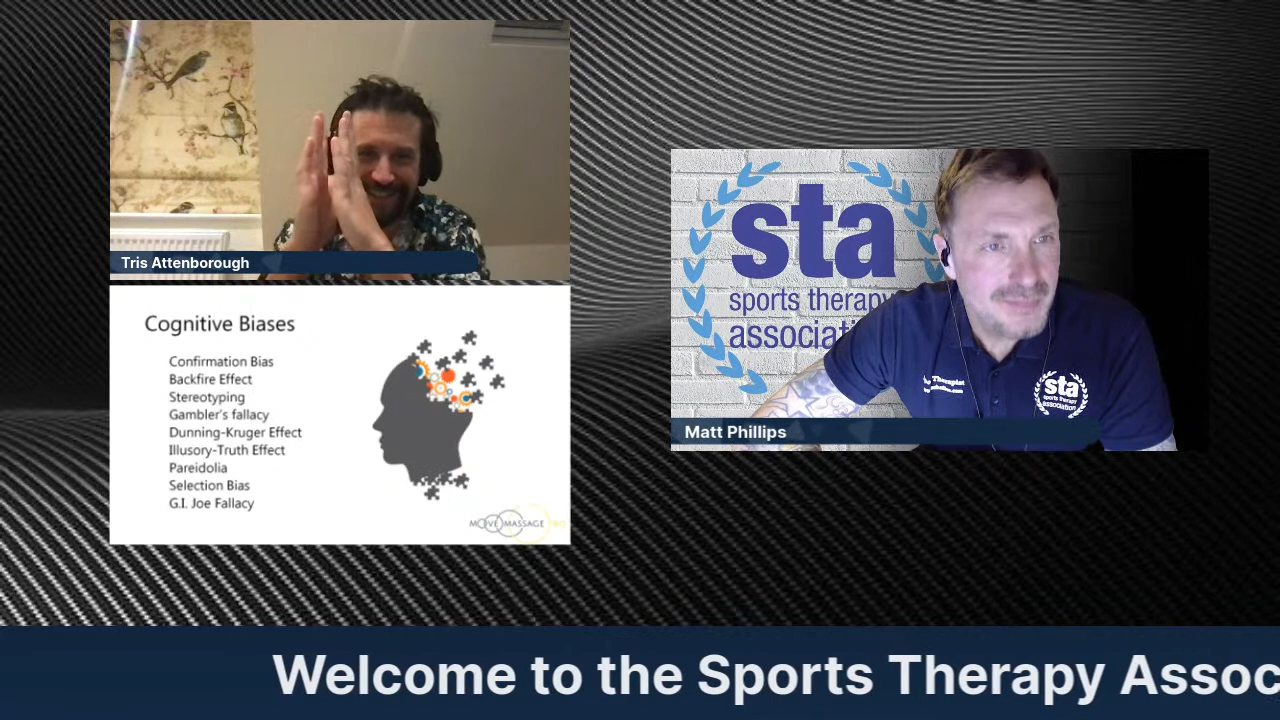 Tris Attenborough
Cognitive Biases
Confirmation Bias
Backfire Effect
Stereotyping
Gambler's fallacy
Dunning-Kruger Effect
Illusory-Truth Effect
Pareidolia
Selection Bias
G.I. Joe Fallacy
MOVE MASSAGE PRO
sta
sports therapy
associati
Therapist
sta
sports therapy
association
Matt Phillips
Welcome to the Sports Therapy Assoc